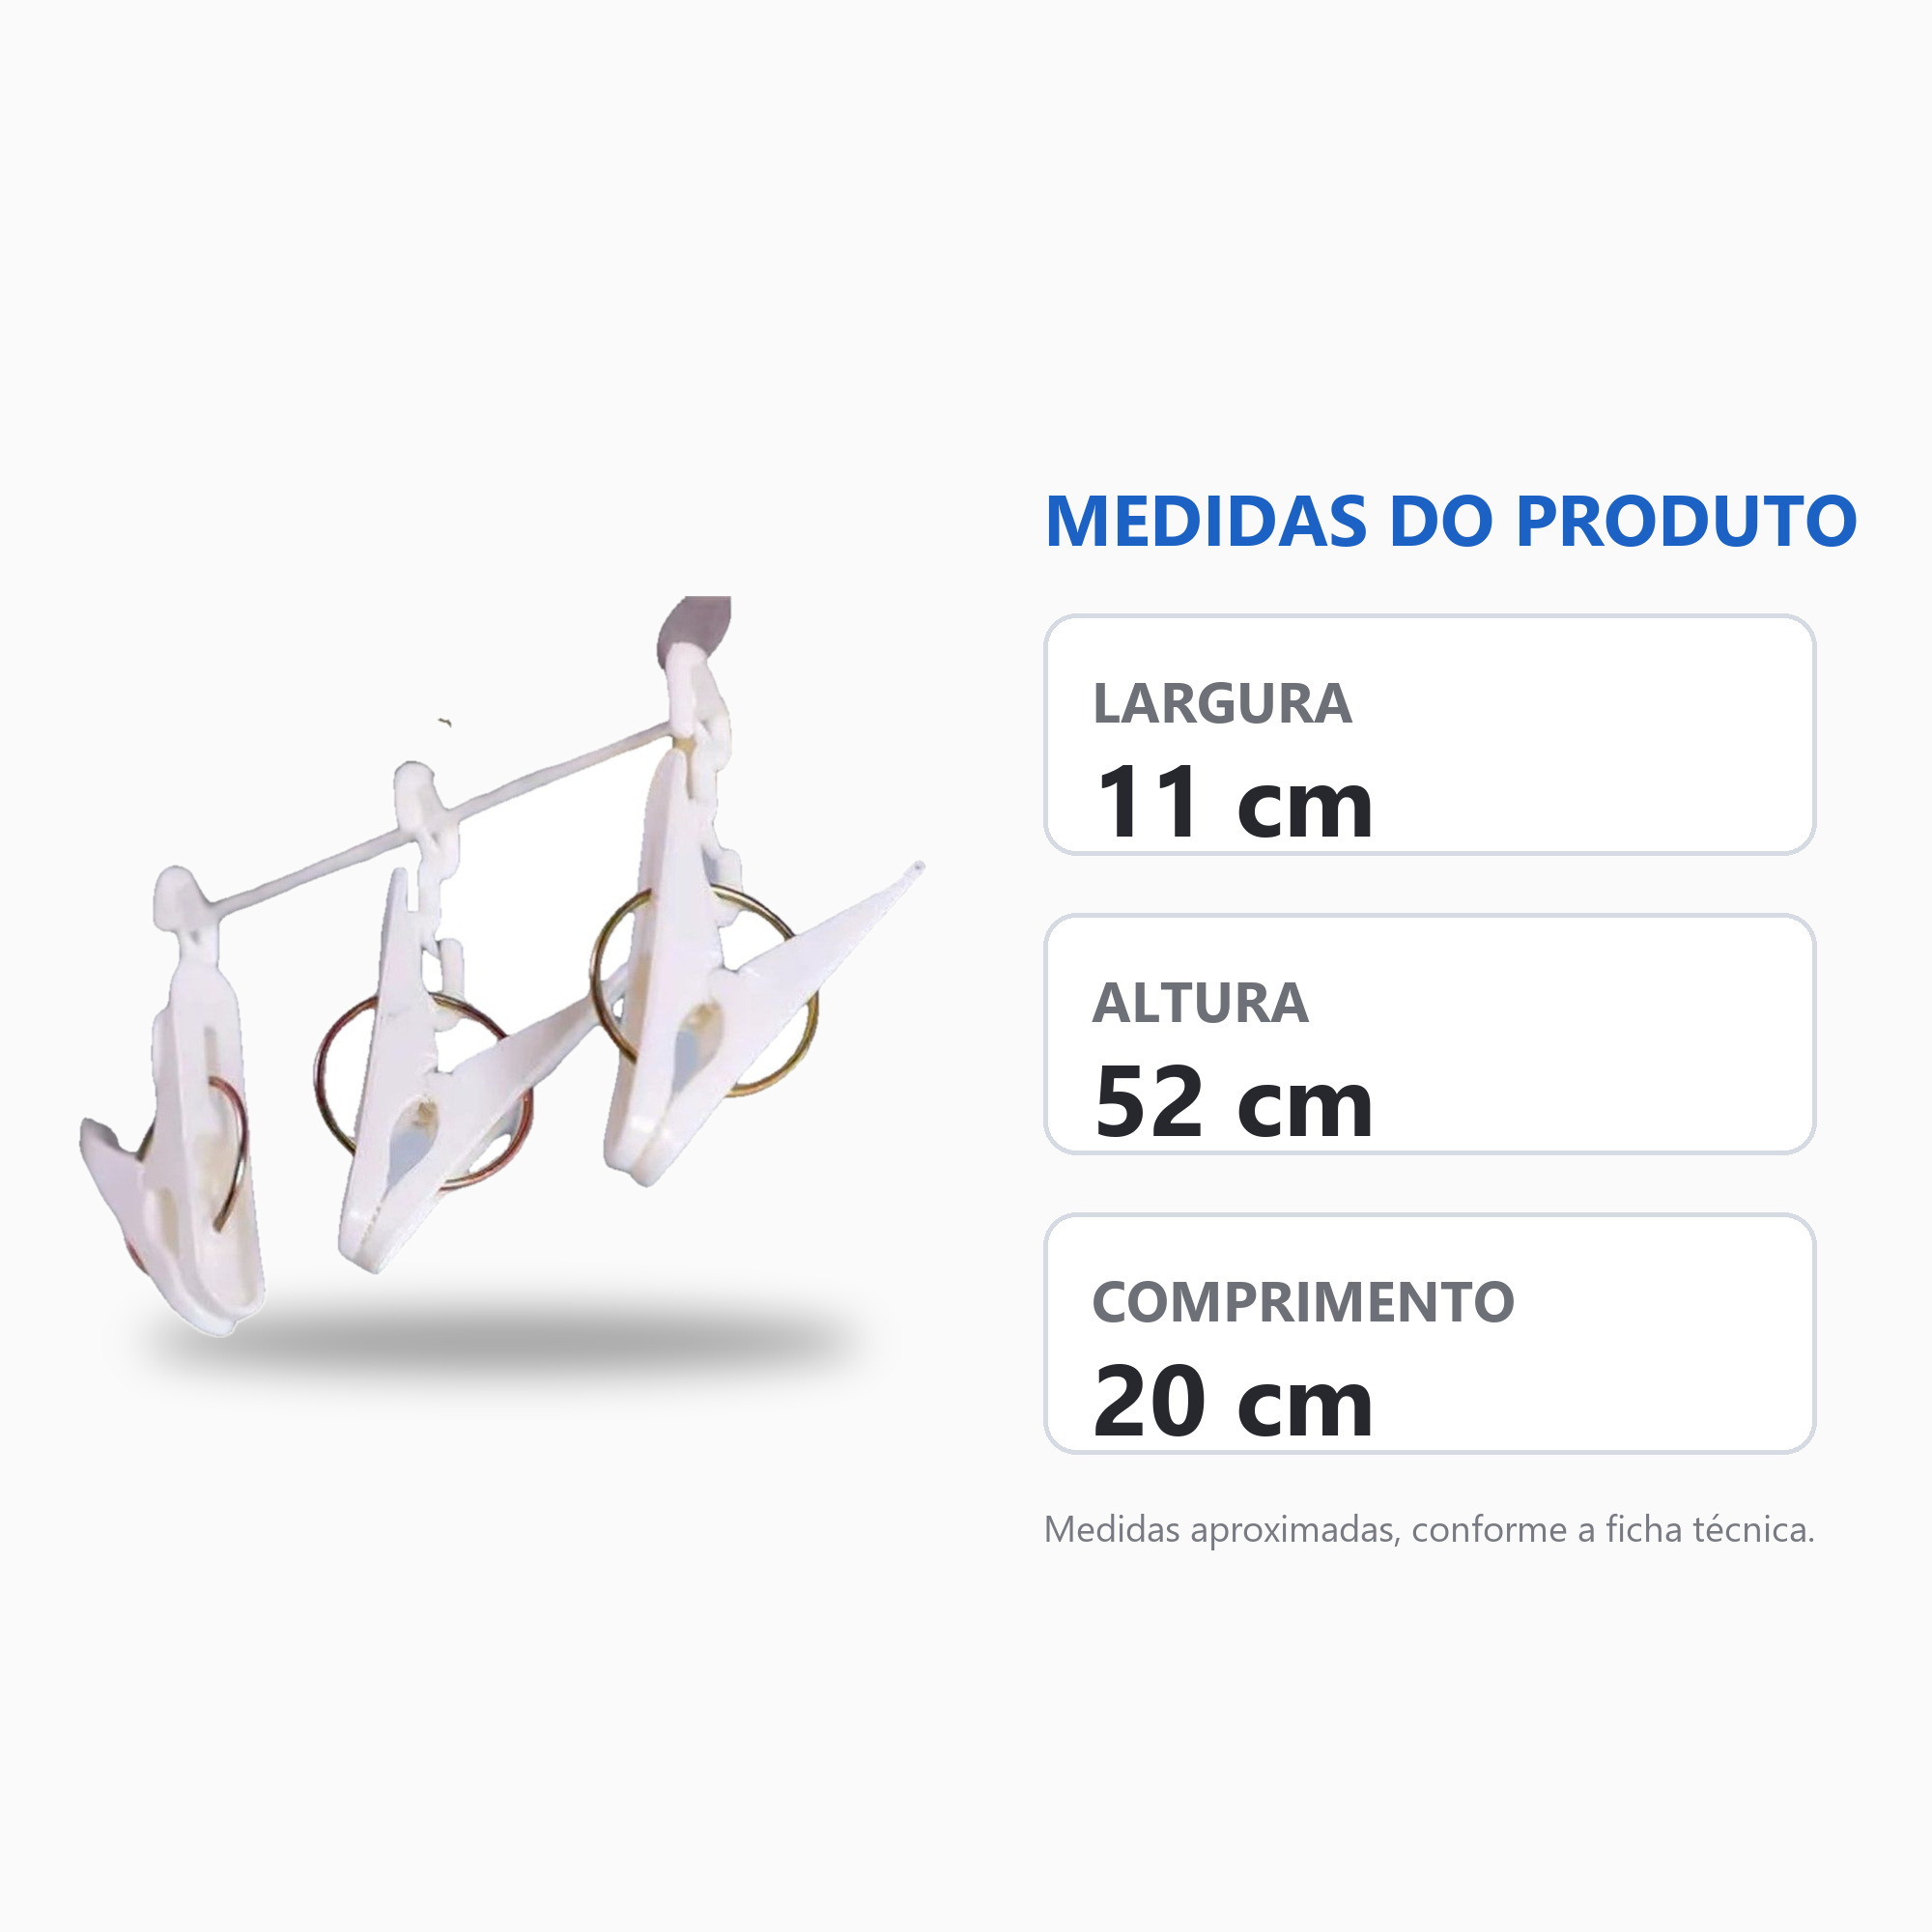 MEDIDAS DO PRODUTO
LARGURA
11 cm
ALTURA
52 cm
COMPRIMENTO
20 cm
Medidas aproximadas, conforme a ficha técnica.